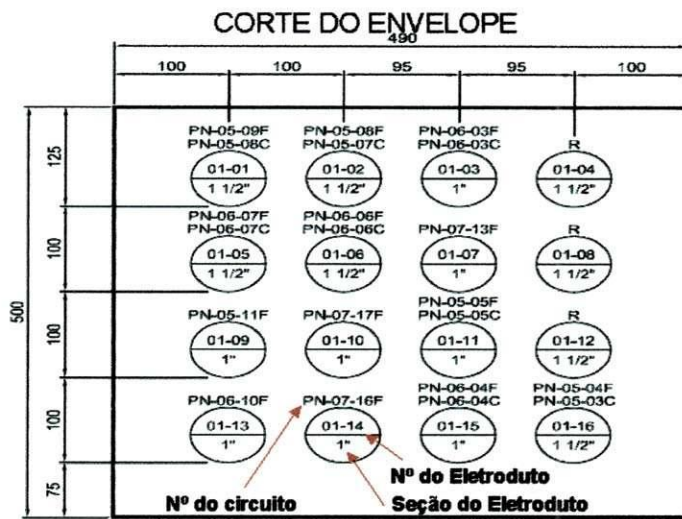 CORTE DO ENVELOPE
490
100 100 95 95 100
PN-05-09F PN-05-08F PN-06-03F
PN-05-08C PN-05-07C PN-06-03C R
125
01-01 01-02 01-03 01-04
1 1/2" 1 1/2" 1" 1 1/2"
PN-06-07F PN-06-06F
PN-06-07C PN-06-06C PN-07-13F R
100
01-05 01-06 01-07 01-08
1 1/2" 1 1/2" 1" 1 1/2"
500
PN-05-05F
PN-05-11F PN-07-17F PN-05-05C R
100
01-09 01-10 01-11 01-12
1" 1" 1" 1 1/2"
PN-06-04F PN-05-04F
PN-06-10F PN-07-16F PN-06-04C PN-05-03C
100
01-13 01-14 01-15 01-16
1" 1" 1" 1 1/2"
Nº do Eletroduto
75
Nº do circuito Seção do Eletroduto